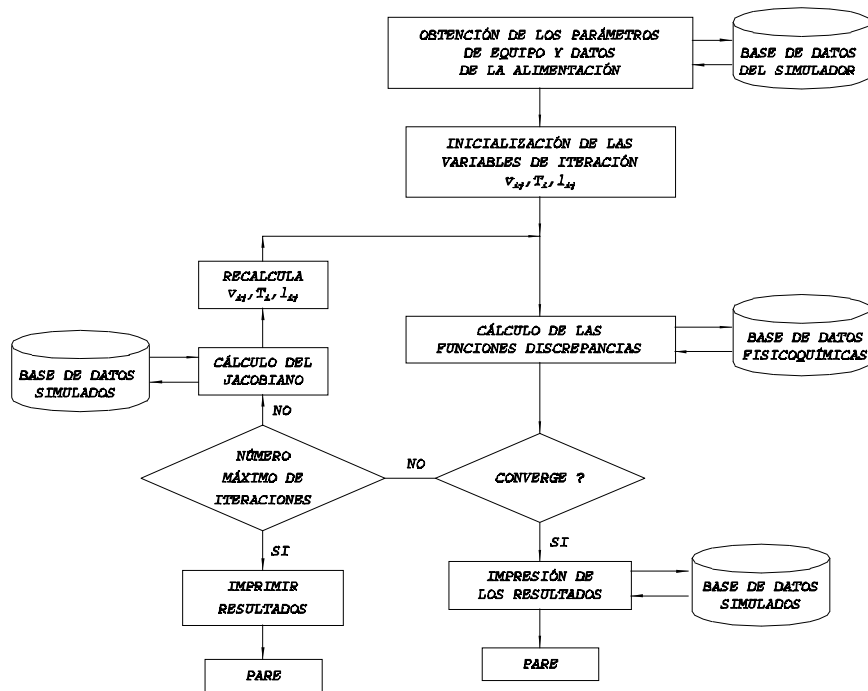 OBTENCIÓN DE LOS PARÁMETROS
DE EQUIPO Y DATOS
DE LA ALIMENTACIÓN
BASE DE DATOS
DEL SIMULADOR
INICIALIZACIÓN DE LAS
VARIABLES DE ITERACIÓN
v_ij, T_i, l_ij
RECALCULA
v_ij, T_i, l_ij
CÁLCULO DE LAS
FUNCIONES DISCREPANCIAS
BASE DE DATOS
FISICOQUÍMICAS
BASE DE DATOS
SIMULADOS
CÁLCULO DEL
JACOBIANO
NO
NÚMERO
MÁXIMO DE
ITERACIONES
NO
CONVERGE ?
SI
SI
IMPRIMIR
RESULTADOS
IMPRESIÓN DE
LOS RESULTADOS
BASE DE DATOS
SIMULADOS
PARE
PARE